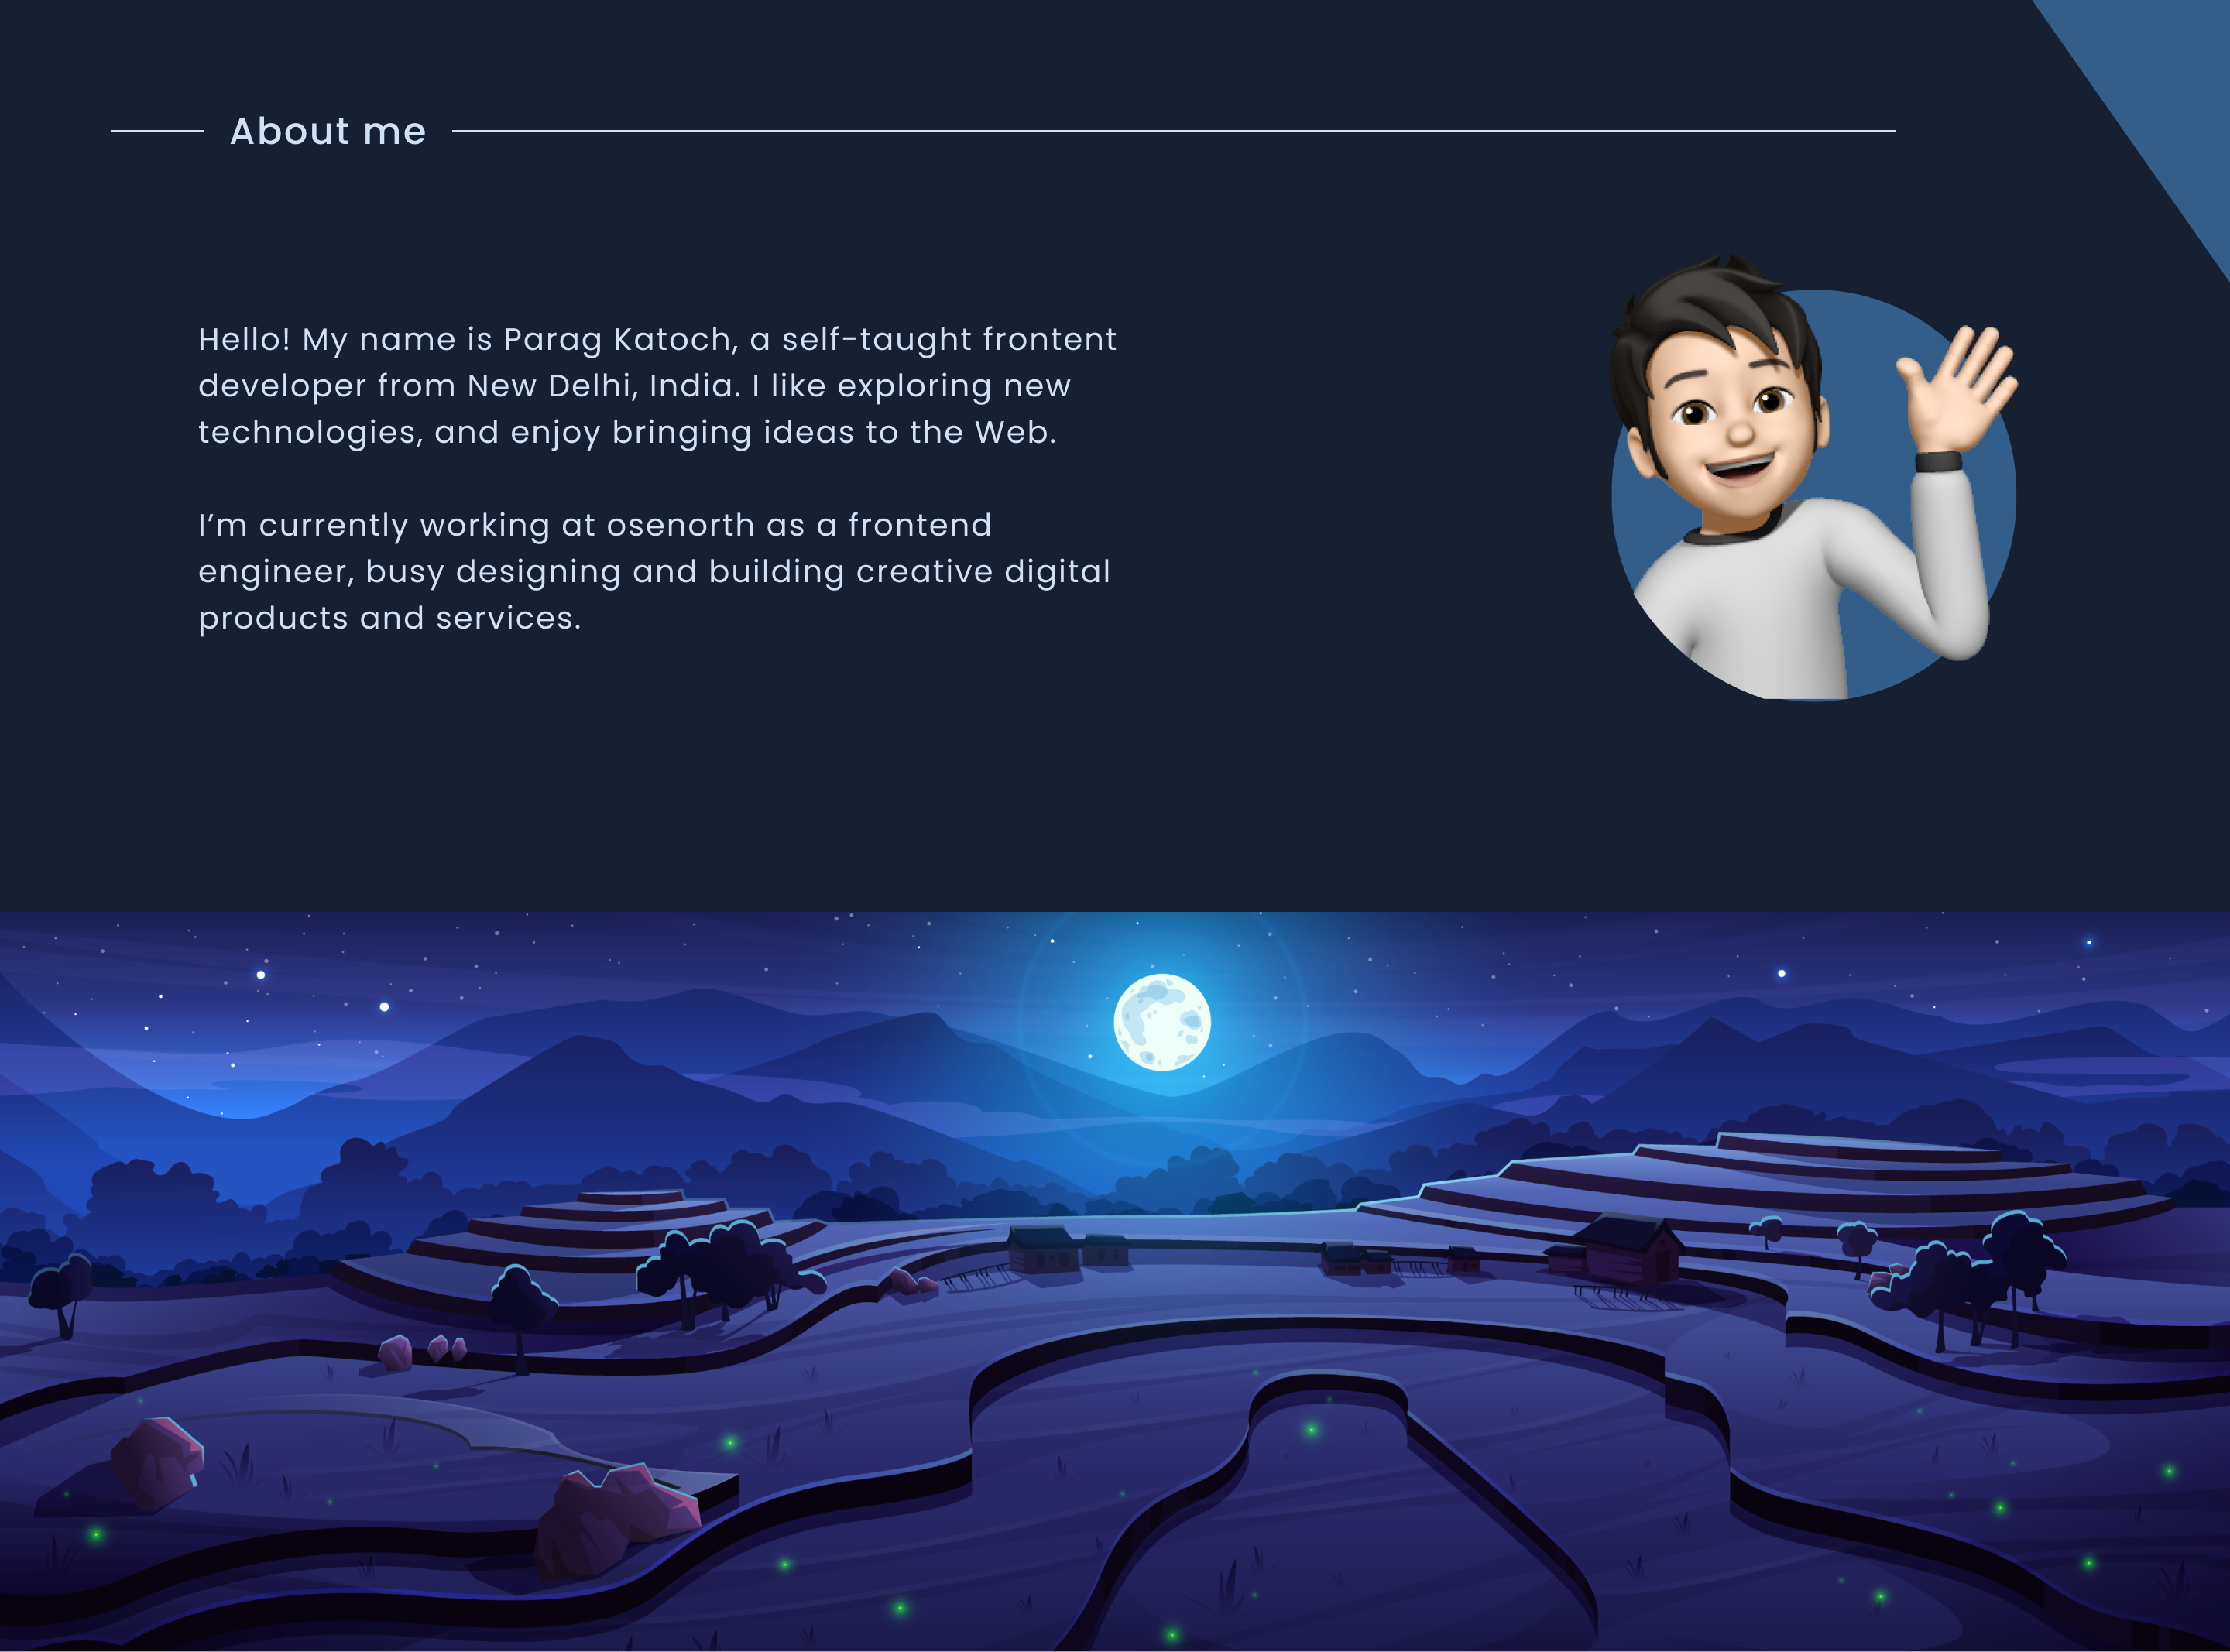 About me
Hello! My name is Parag Katoch, a self-taught frontent
developer from New Delhi, India. I like exploring new
technologies, and enjoy bringing ideas to the Web.
I’m currently working at osenorth as a frontend
engineer, busy designing and building creative digital
products and services.